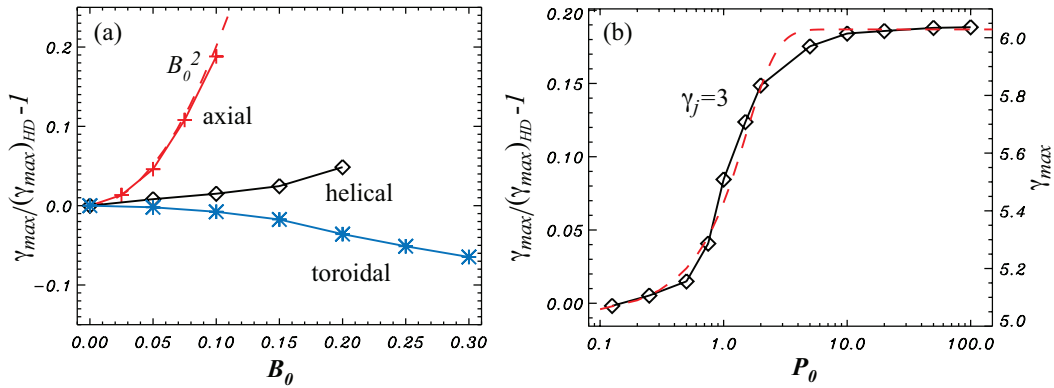 (a)
B₀²
axial
helical
toroidal
γmax/(γmax)HD-1
0.2
0.1
0.0
-0.1
0.00 0.05 0.10 0.15 0.20 0.25 0.30
B₀
(b)
γj=3
γmax/(γmax)HD-1
0.20
0.15
0.10
0.05
0.00
0.1 1.0 10.0 100.0
P₀
6.0
5.8
5.6
5.4
5.2
5.0
γmax